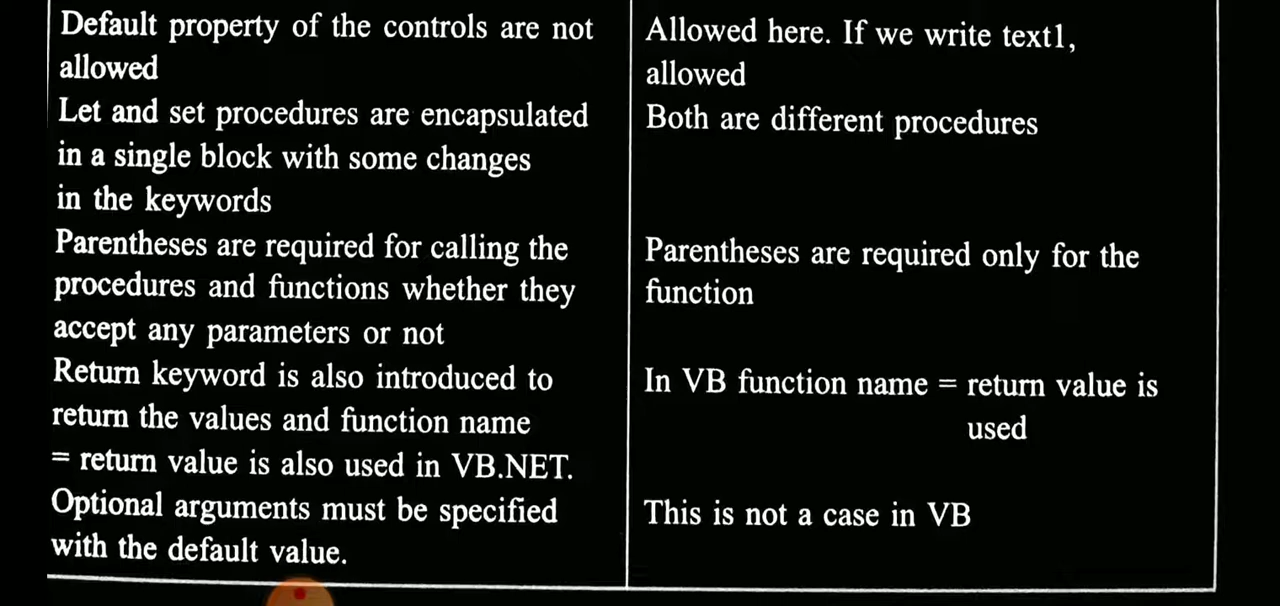 Default property of the controls are not
allowed
Let and set procedures are encapsulated
in a single block with some changes
in the keywords
Parentheses are required for calling the
procedures and functions whether they
accept any parameters or not
Return keyword is also introduced to
return the values and function name
= return value is also used in VB.NET.
Optional arguments must be specified
with the default value.
Allowed here. If we write text1,
allowed
Both are different procedures
Parentheses are required only for the
function
In VB function name = return value is
used
This is not a case in VB